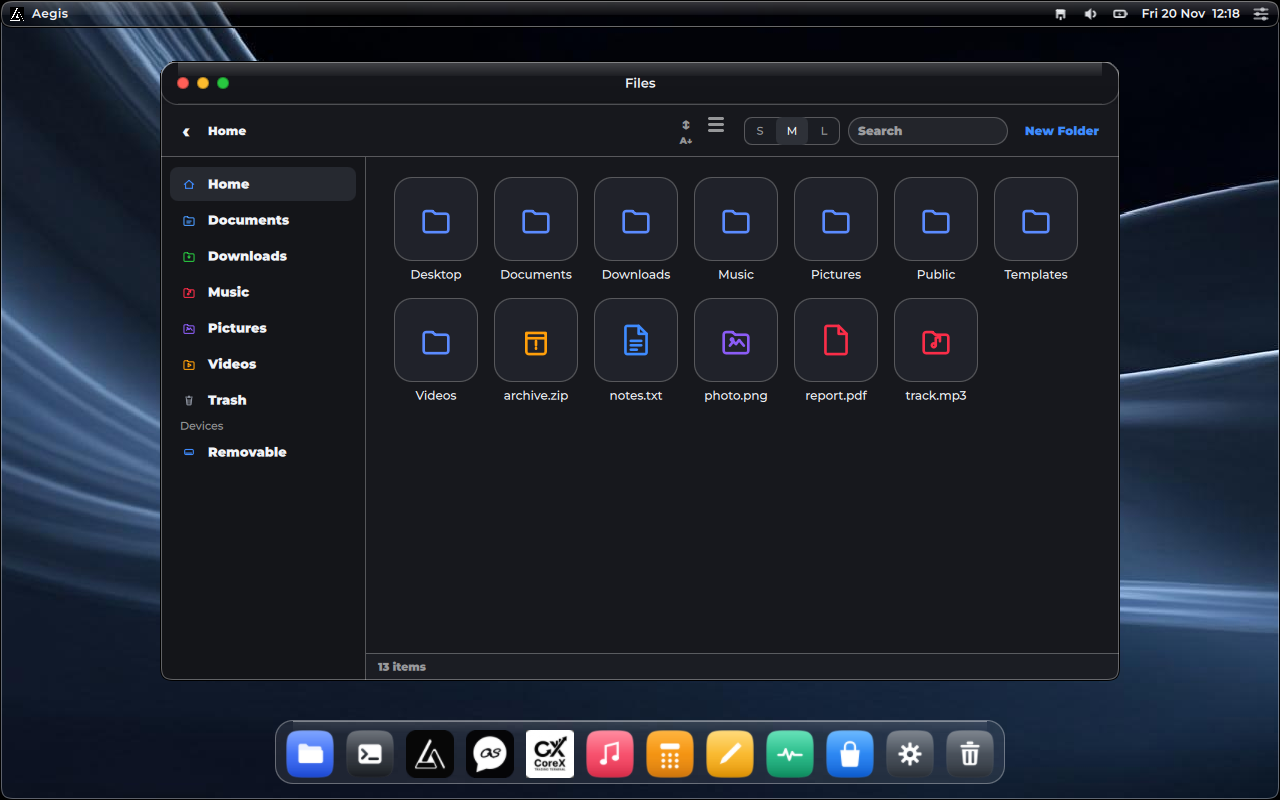 Aegis
Fri 20 Nov 12:18
Files
Home
A
S M L
Search
New Folder
Home
Documents
Downloads
Music
Pictures
Videos
Trash
Devices
Removable
Desktop
Documents
Downloads
Music
Pictures
Public
Templates
Videos
archive.zip
notes.txt
photo.png
report.pdf
track.mp3
13 items
as
CX
CoreX